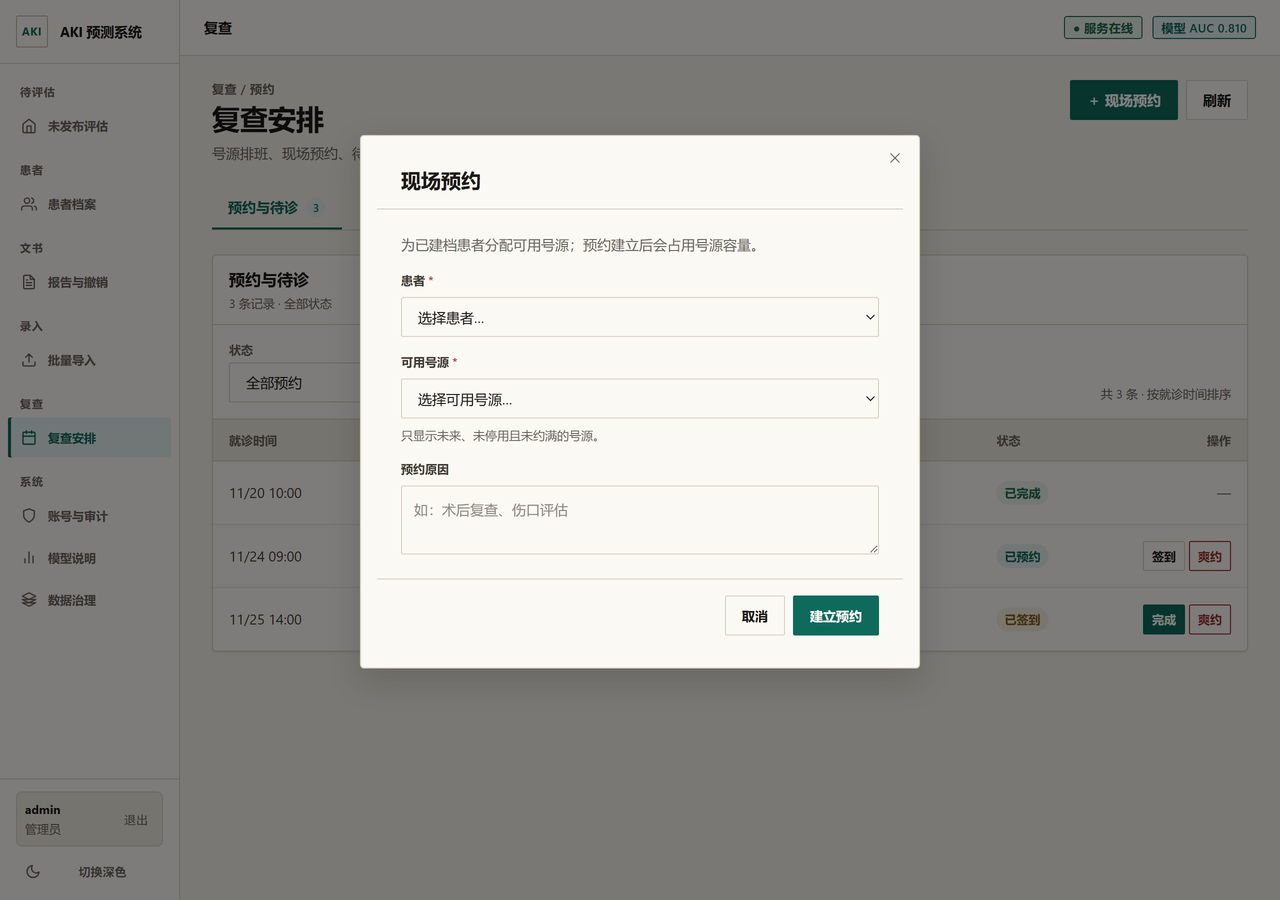 AKI
AKI 预测系统
待评估
未发布评估
患者
患者档案
文书
报告与撤销
录入
批量导入
复查
复查安排
系统
账号与审计
模型说明
数据治理
admin
管理员
退出
切换深色
复查
● 服务在线
模型 AUC 0.810
复查 / 预约
复查安排
号源排班、现场预约、
+ 现场预约
刷新
预约与待诊 3
预约与待诊
3 条记录 · 全部状态
状态
全部预约
共 3 条 · 按就诊时间排序
就诊时间
状态
操作
11/20 10:00
已完成
—
11/24 09:00
已预约
签到
爽约
11/25 14:00
已签到
完成
爽约
现场预约
为已建档患者分配可用号源；预约建立后会占用号源容量。
患者 *
选择患者...
可用号源 *
选择可用号源...
只显示未来、未停用且未约满的号源。
预约原因
如：术后复查、伤口评估
取消
建立预约